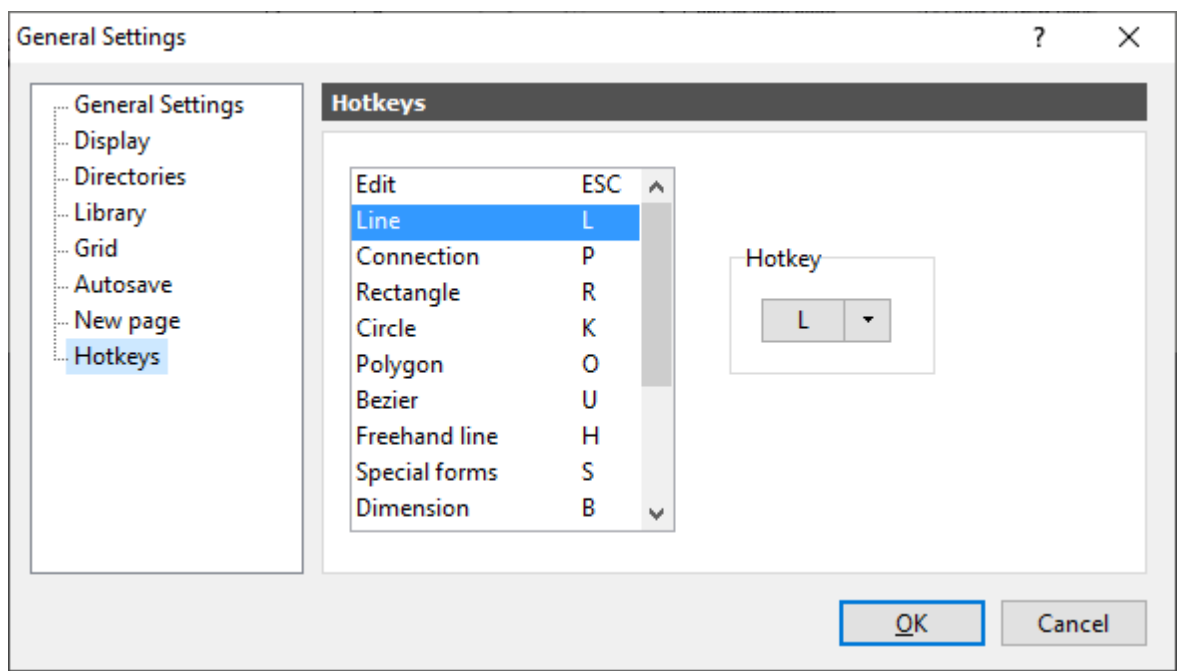 General Settings ?
General Settings
Display
Directories
Library
Grid
Autosave
New page
Hotkeys
Hotkeys
Edit ESC
Line L
Connection P
Rectangle R
Circle K
Polygon O
Bezier U
Freehand line H
Special forms S
Dimension B
Hotkey
L
OK Cancel